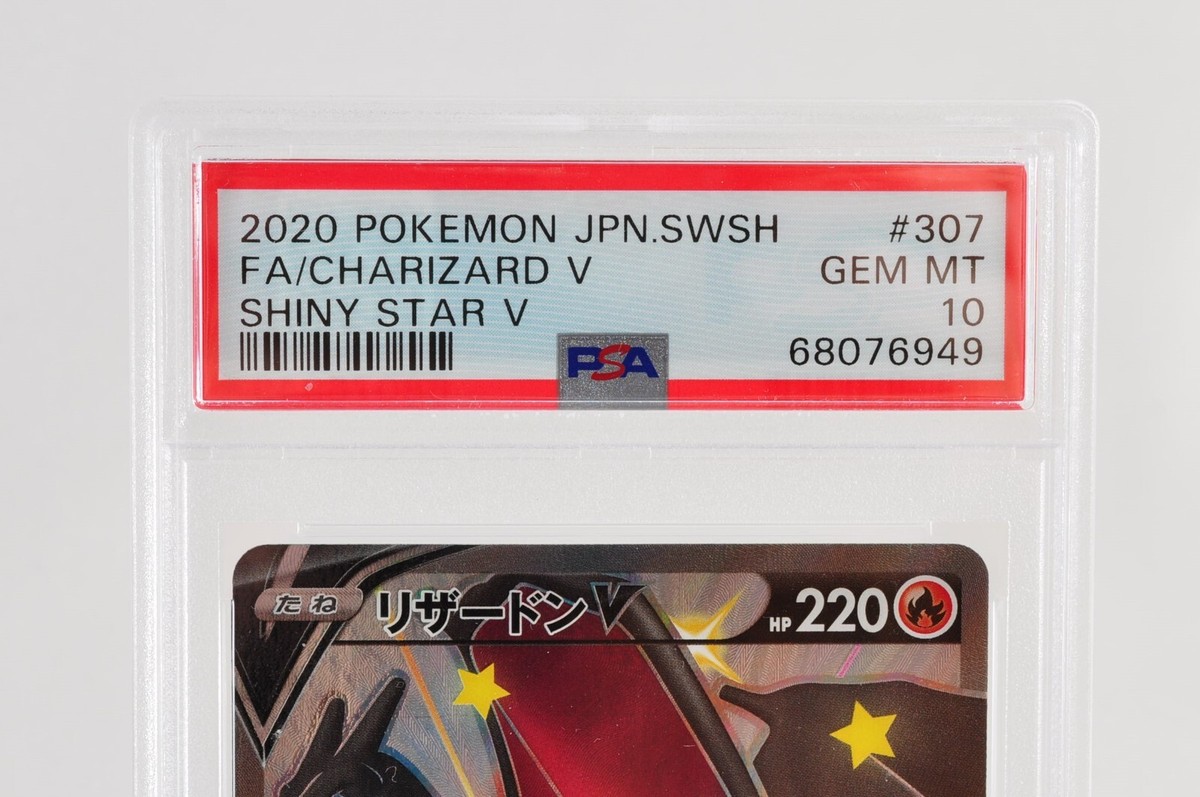 2020 POKEMON JPN.SWSH #307
FA/CHARIZARD V GEM MT
SHINY STAR V 10
68076949
PSA
たね リザードンV HP 220